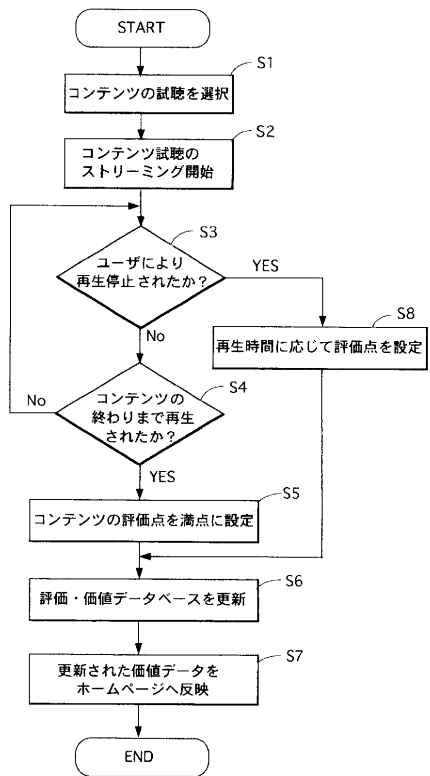 START
S1
コンテンツの試聴を選択
S2
コンテンツ試聴の
ストリーミング開始
S3
ユーザにより
再生停止されたか？
YES
No
S8
再生時間に応じて評価点を設定
S4
コンテンツの
終わりまで再生
されたか？
No
YES
S5
コンテンツの評価点を満点に設定
S6
評価・価値データベースを更新
S7
更新された価値データを
ホームページへ反映
END